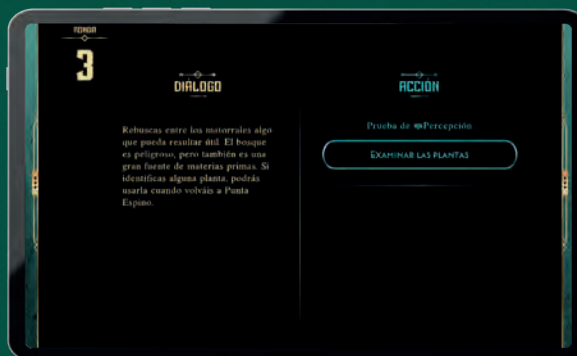 RONDA
3
DIÁLOGO
Rebuscas entre los matorrales algo
que pueda resultar útil. El bosque
es peligroso, pero también es una
gran fuente de materias primas. Si
identificas alguna planta, podrás
usarla cuando volváis a Punta
Espino.
ACCIÓN
Prueba de Percepción
EXAMINAR LAS PLANTAS